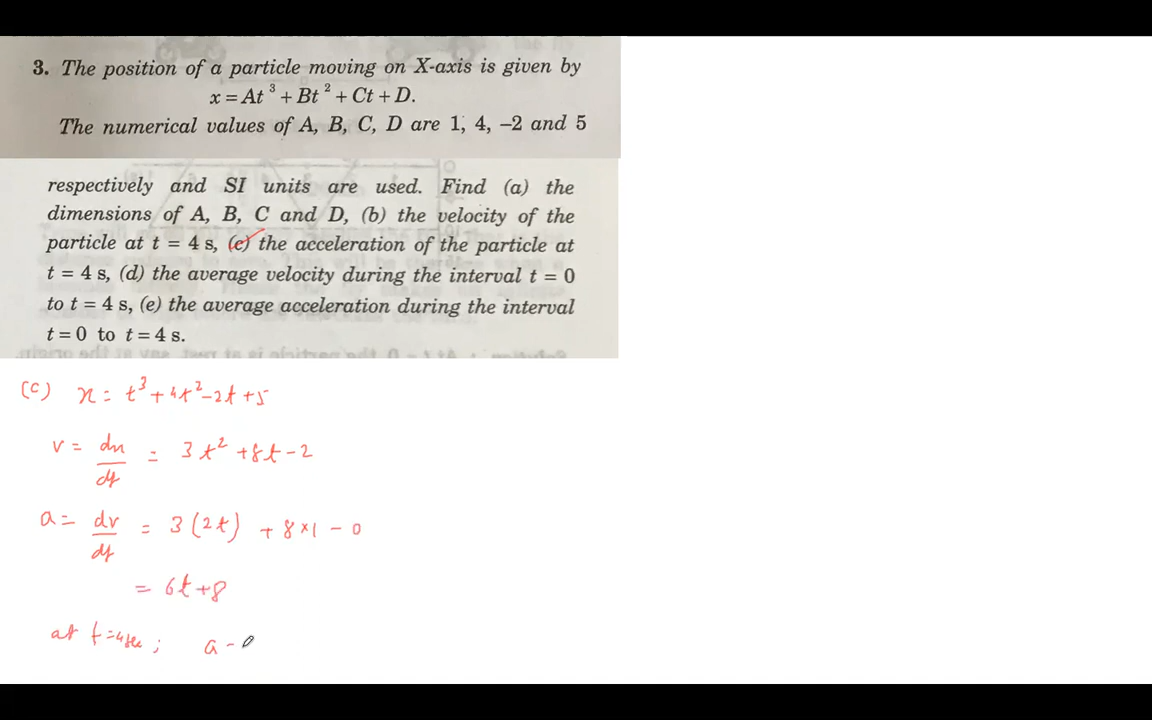 3. The position of a particle moving on X-axis is given by
x = At³ + Bt² + Ct + D.
The numerical values of A, B, C, D are 1, 4, –2 and 5
respectively and SI units are used. Find (a) the
dimensions of A, B, C and D, (b) the velocity of the
particle at t = 4 s, (c) the acceleration of the particle at
t = 4 s, (d) the average velocity during the interval t = 0
to t = 4 s, (e) the average acceleration during the interval
t = 0 to t = 4 s.
(c) x = t³ + 4t² - 2t + 5
v = dx/dt = 3t² + 8t - 2
a = dv/dt = 3(2t) + 8×1 - 0
= 6t + 8
at t = 4 sec ; a -